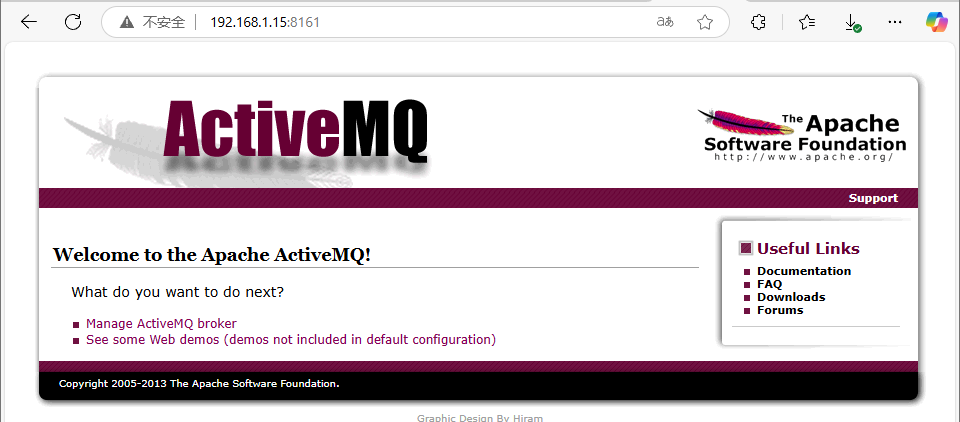 不安全 192.168.1.15:8161 aあ
ActiveMQ
The Apache
Software Foundation
http://www.apache.org/
Support
Welcome to the Apache ActiveMQ!
What do you want to do next?
Manage ActiveMQ broker
See some Web demos (demos not included in default configuration)
Useful Links
Documentation
FAQ
Downloads
Forums
Copyright 2005-2013 The Apache Software Foundation.
Graphic Design By Hiram